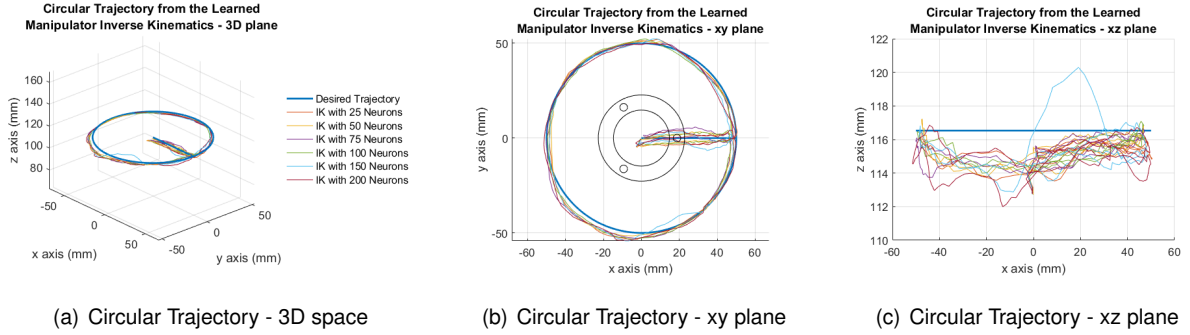 Circular Trajectory from the Learned
Manipulator Inverse Kinematics - 3D plane
160
140
120
100
80
z axis (mm)
-50
0
50
x axis (mm)
-50
0
50
y axis (mm)
Desired Trajectory
IK with 25 Neurons
IK with 50 Neurons
IK with 75 Neurons
IK with 100 Neurons
IK with 150 Neurons
IK with 200 Neurons
(a) Circular Trajectory - 3D space
Circular Trajectory from the Learned
Manipulator Inverse Kinematics - xy plane
50
0
-50
y axis (mm)
-60
-40
-20
0
20
40
60
x axis (mm)
(b) Circular Trajectory - xy plane
Circular Trajectory from the Learned
Manipulator Inverse Kinematics - xz plane
122
120
118
116
114
112
110
z axis (mm)
-60
-40
-20
0
20
40
60
x axis (mm)
(c) Circular Trajectory - xz plane